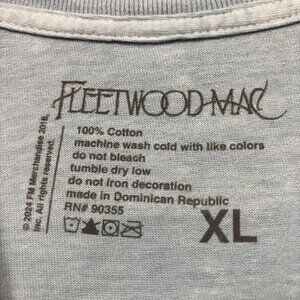 FLEETWOOD MAC
100% Cotton
machine wash cold with like colors
do not bleach
tumble dry low
do not iron decoration
made in Dominican Republic
RN# 90355
XL
© 2024 FM Merchandise 2018,
Inc. All rights reserved.